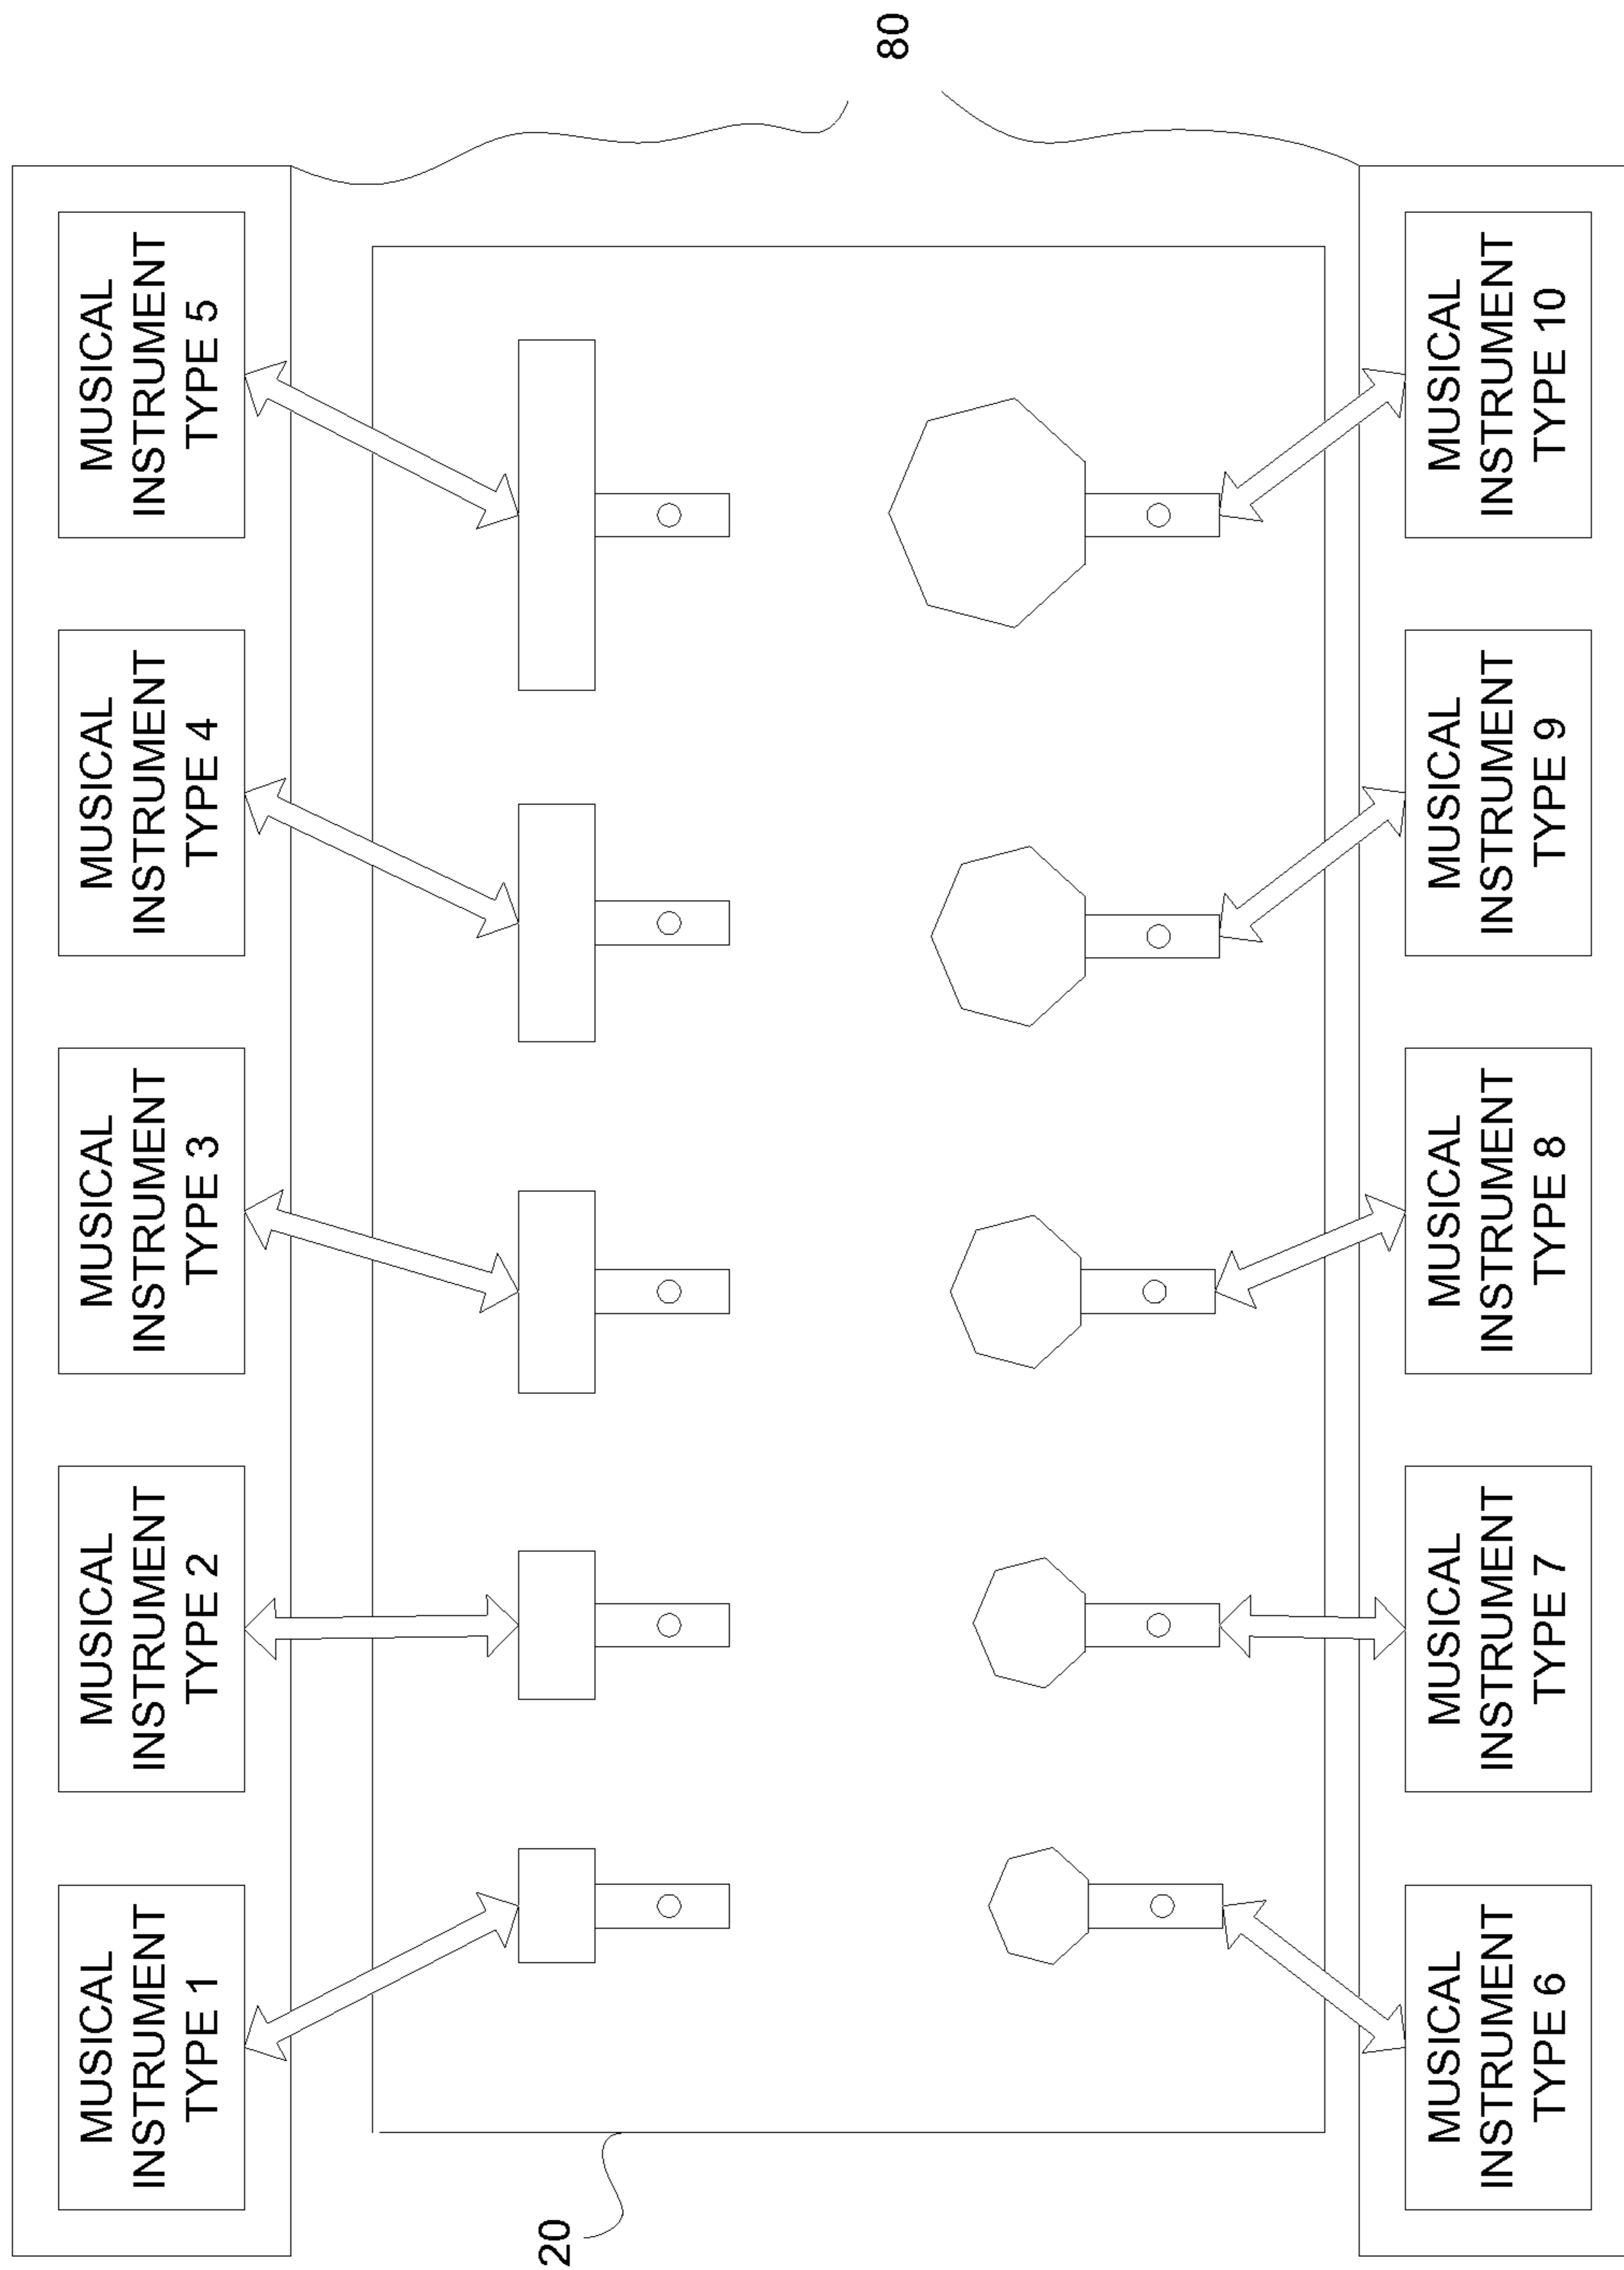 MUSICAL
INSTRUMENT
TYPE 1
MUSICAL
INSTRUMENT
TYPE 2
MUSICAL
INSTRUMENT
TYPE 3
MUSICAL
INSTRUMENT
TYPE 4
MUSICAL
INSTRUMENT
TYPE 5
20
80
MUSICAL
INSTRUMENT
TYPE 6
MUSICAL
INSTRUMENT
TYPE 7
MUSICAL
INSTRUMENT
TYPE 8
MUSICAL
INSTRUMENT
TYPE 9
MUSICAL
INSTRUMENT
TYPE 10